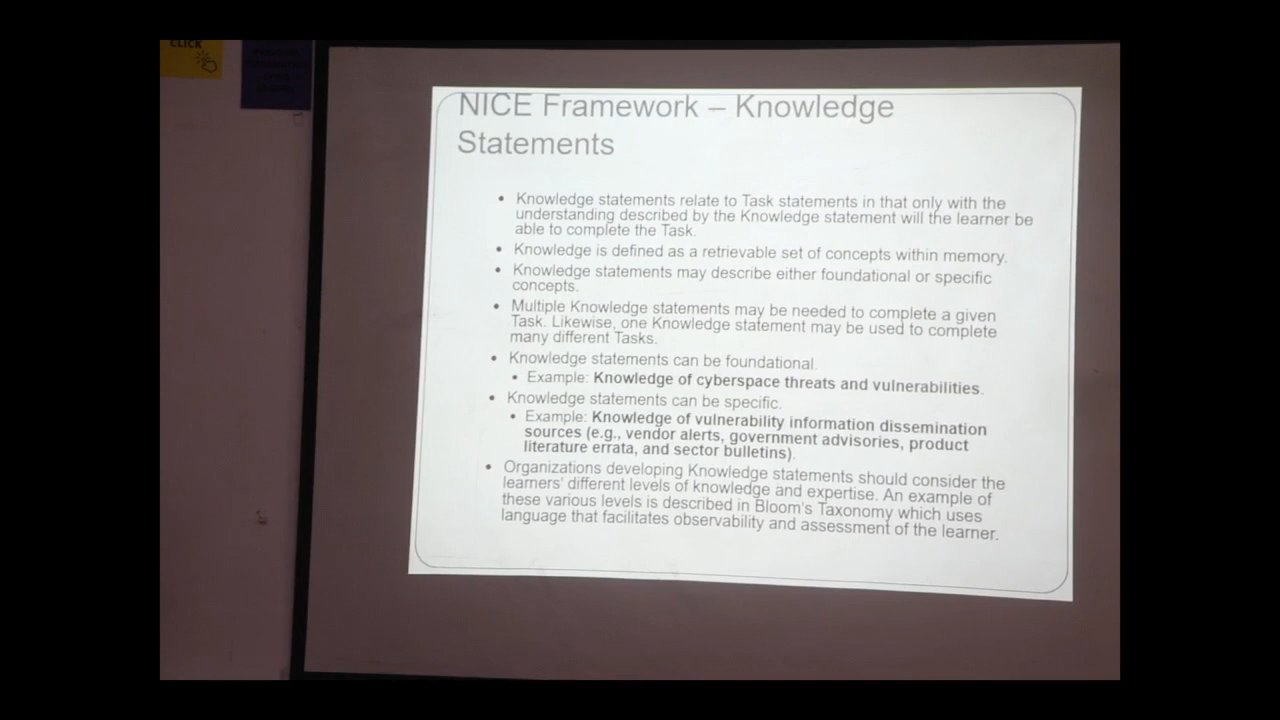 CLICK
NICE Framework – Knowledge
Statements
• Knowledge statements relate to Task statements in that only with the
understanding described by the Knowledge statement will the learner be
able to complete the Task.
• Knowledge is defined as a retrievable set of concepts within memory.
• Knowledge statements may describe either foundational or specific
concepts.
• Multiple Knowledge statements may be needed to complete a given
Task. Likewise, one Knowledge statement may be used to complete
many different Tasks.
• Knowledge statements can be foundational.
• Example: Knowledge of cyberspace threats and vulnerabilities.
• Knowledge statements can be specific.
• Example: Knowledge of vulnerability information dissemination
sources (e.g., vendor alerts, government advisories, product
literature errata, and sector bulletins).
• Organizations developing Knowledge statements should consider the
learners' different levels of knowledge and expertise. An example of
these various levels is described in Bloom's Taxonomy which uses
language that facilitates observability and assessment of the learner.